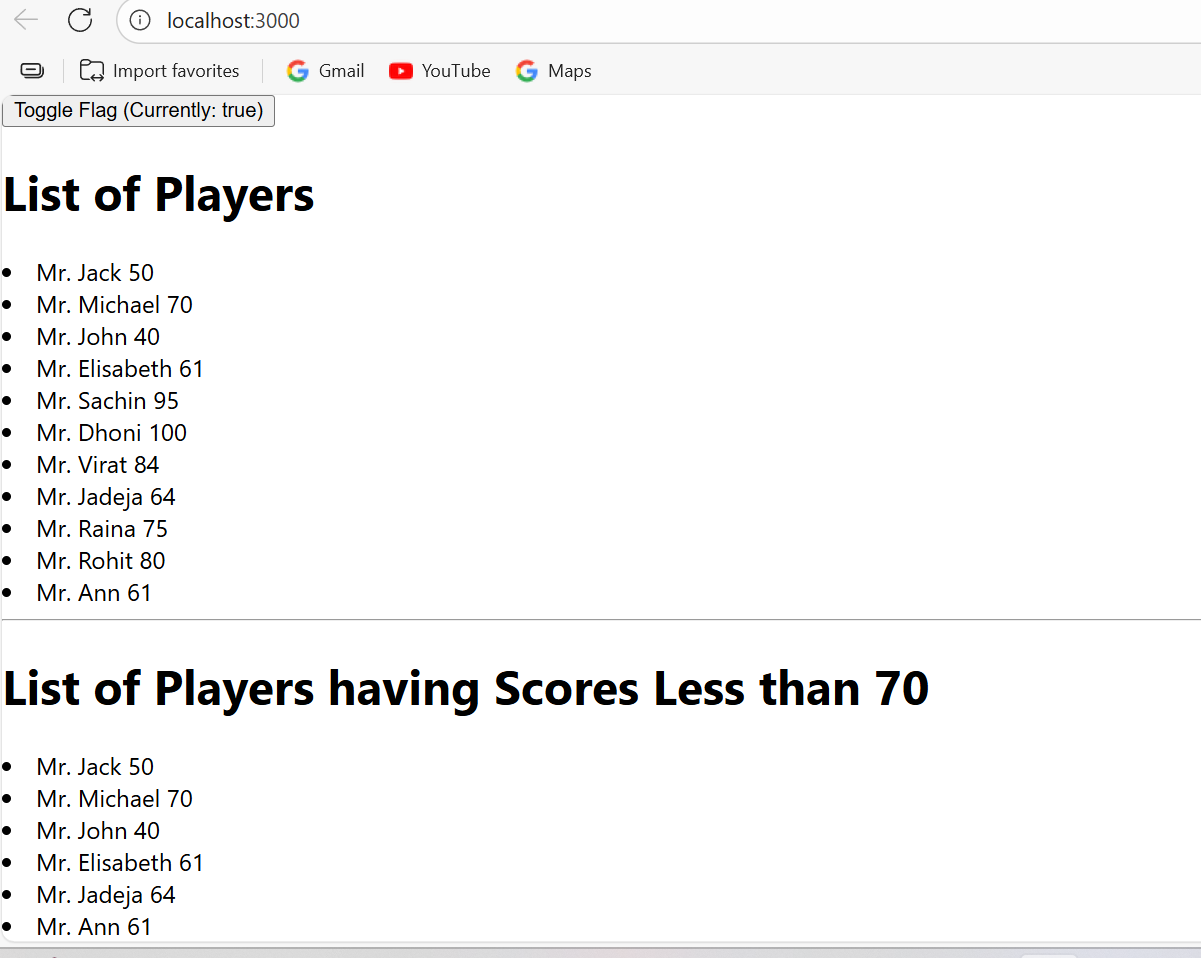 localhost:3000
Import favorites Gmail YouTube Maps
Toggle Flag (Currently: true)
List of Players
Mr. Jack 50
Mr. Michael 70
Mr. John 40
Mr. Elisabeth 61
Mr. Sachin 95
Mr. Dhoni 100
Mr. Virat 84
Mr. Jadeja 64
Mr. Raina 75
Mr. Rohit 80
Mr. Ann 61
List of Players having Scores Less than 70
Mr. Jack 50
Mr. Michael 70
Mr. John 40
Mr. Elisabeth 61
Mr. Jadeja 64
Mr. Ann 61